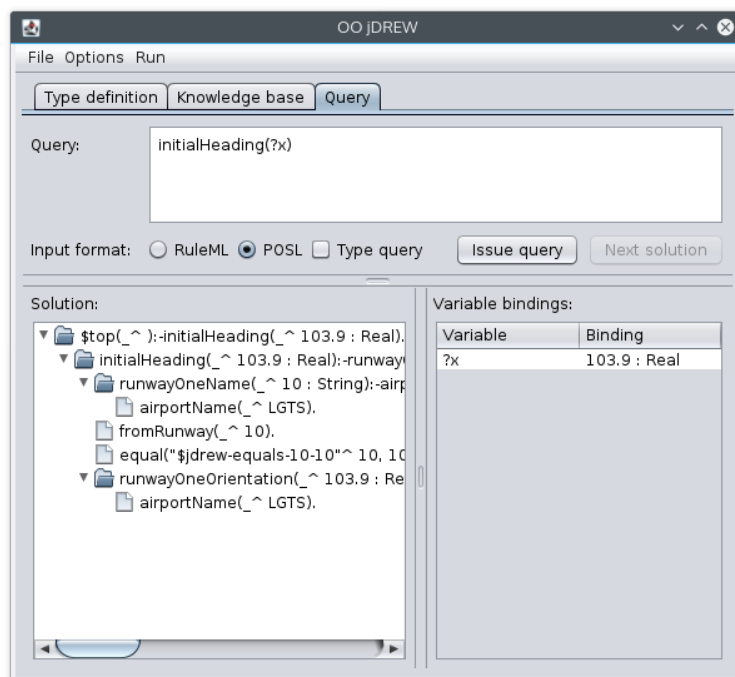 OO jDREW
File Options Run
Type definition Knowledge base Query
Query: initialHeading(?x)
Input format: RuleML POSL Type query Issue query Next solution
Solution:
$top(_^ ):-initialHeading(_^ 103.9 : Real).
initialHeading(_^ 103.9 : Real):-runway
runwayOneName(_^ 10 : String):-airp
airportName(_^ LGTS).
fromRunway(_^ 10).
equal("$jdrew-equals-10-10"^ 10, 10
runwayOneOrientation(_^ 103.9 : Re
airportName(_^ LGTS).
Variable bindings:
Variable Binding
?x 103.9 : Real